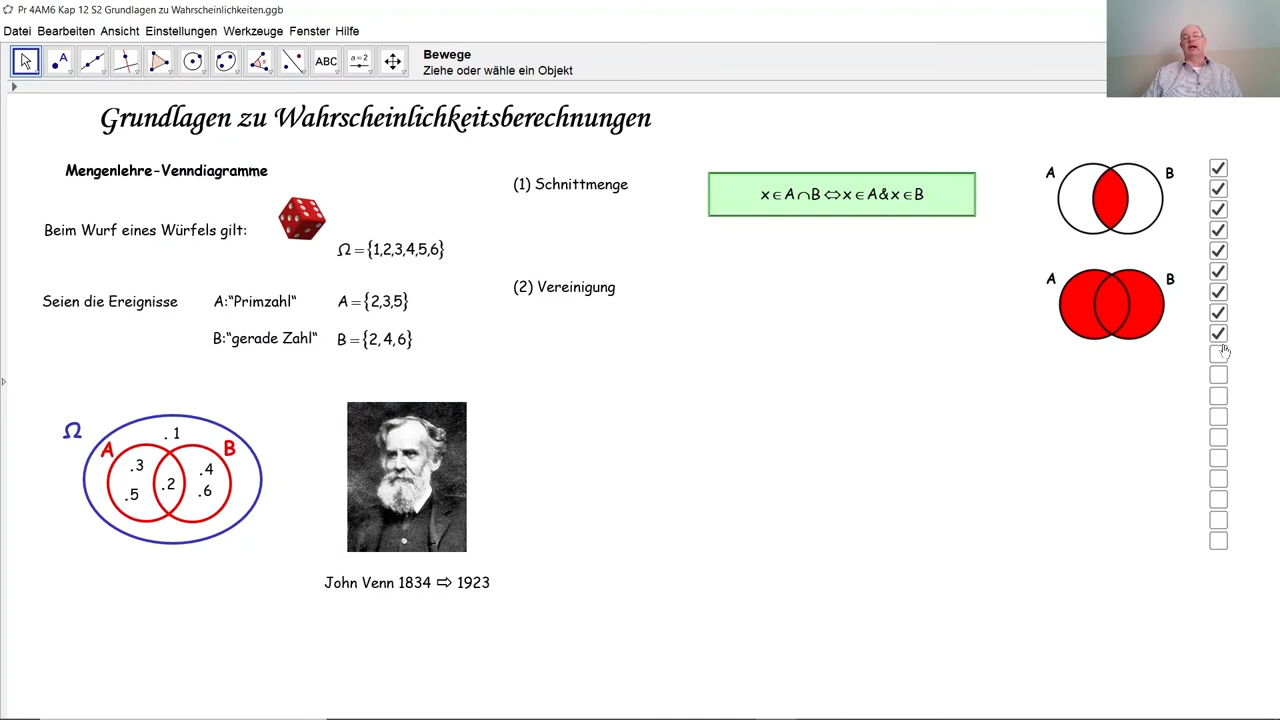 Pr 4AM6 Kap 12 S2 Grundlagen zu Wahrscheinlichkeiten.ggb
Datei Bearbeiten Ansicht Einstellungen Werkzeuge Fenster Hilfe
A
ABC
a=2
Bewege
Ziehe oder wähle ein Objekt
Grundlagen zu Wahrscheinlichkeitsberechnungen
Mengenlehre-Venndiagramme
Beim Wurf eines Würfels gilt:
Ω={1,2,3,4,5,6}
Seien die Ereignisse
A:“Primzahl“
A={2,3,5}
B:“gerade Zahl“
B={2,4,6}
(1) Schnittmenge
x∈A∩B⇔x∈A&x∈B
A B
(2) Vereinigung
A B
Ω
A B
. 1
.3
.5
.2
.4
.6
John Venn 1834 ⇨ 1923